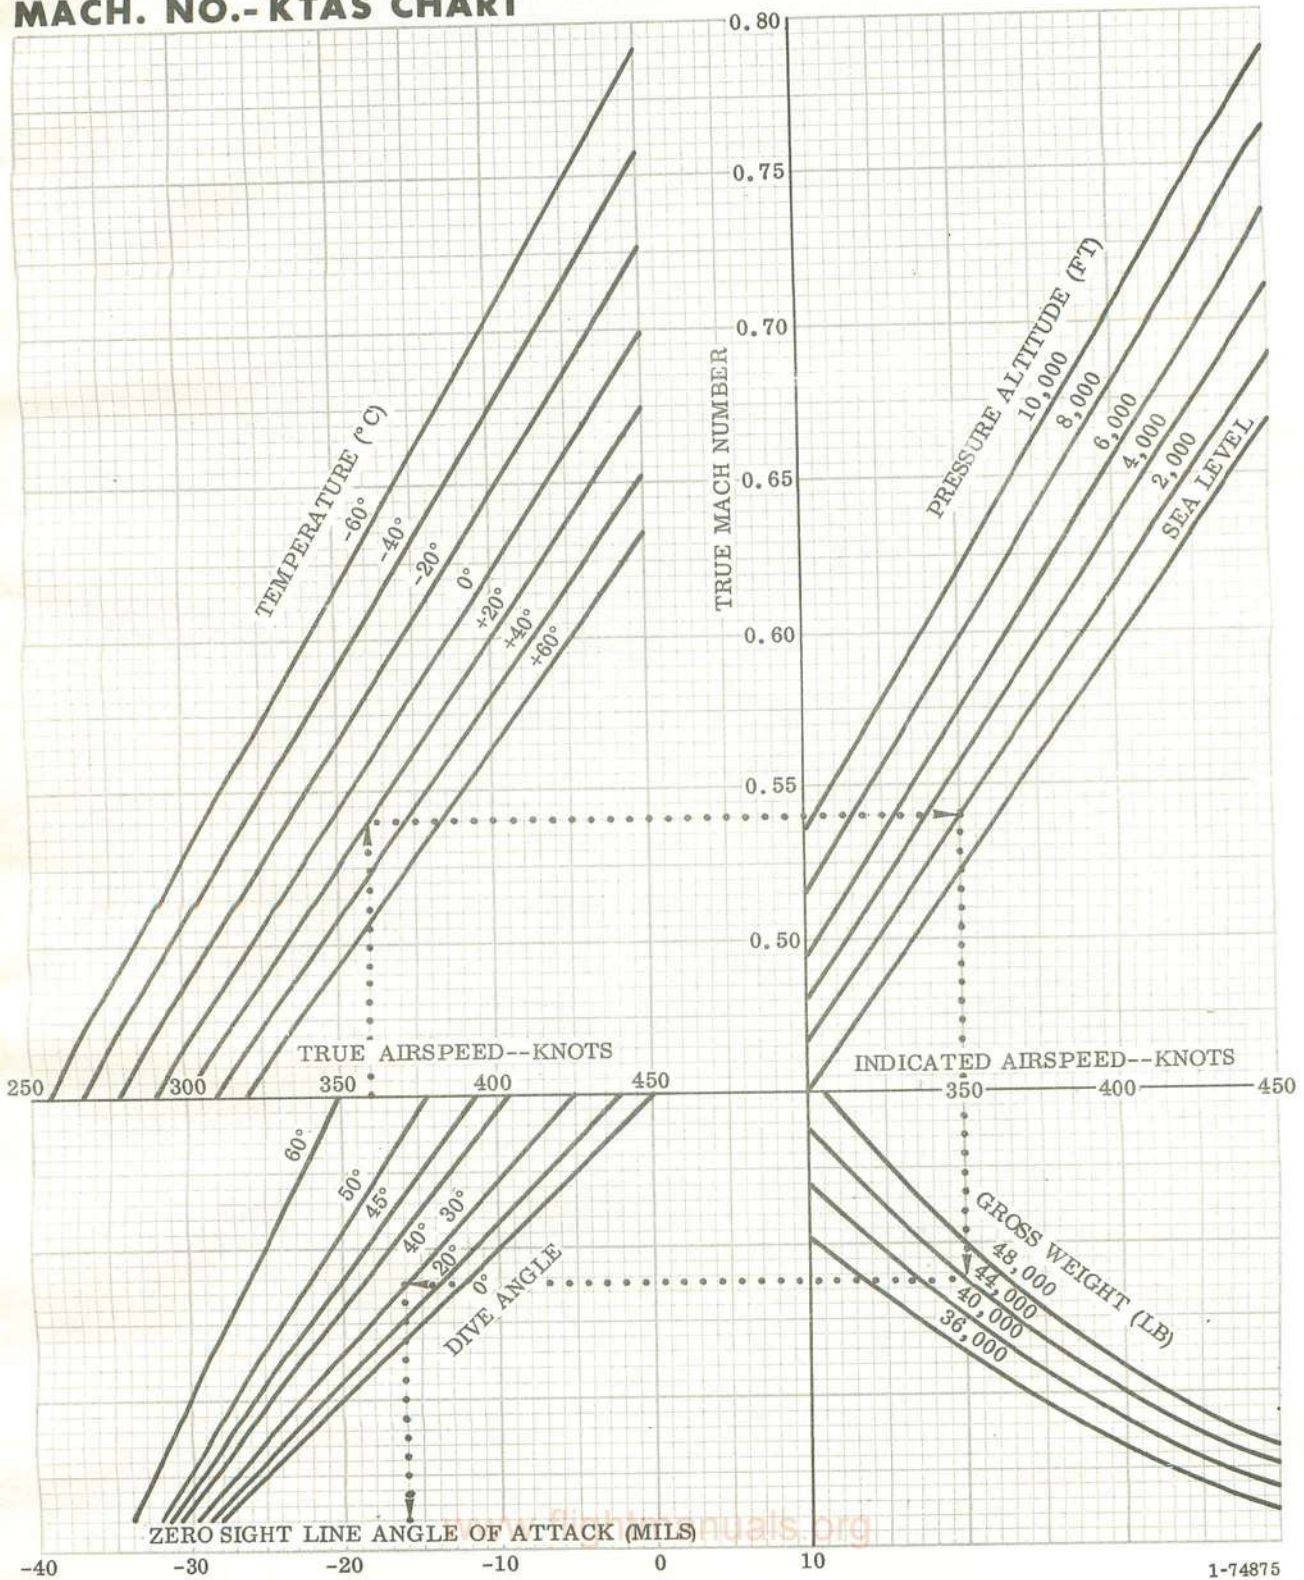 MACH. NO.-KTAS CHART
0.80
0.75
0.70
0.65
0.60
0.55
0.50
TRUE MACH NUMBER
TEMPERATURE (°C)
-60°
-40°
-20°
0°
+20°
+40°
+60°
PRESSURE ALTITUDE (FT)
10,000
8,000
6,000
4,000
2,000
SEA LEVEL
TRUE AIRSPEED--KNOTS
250 300 350 400 450
INDICATED AIRSPEED--KNOTS
350 400 450
60°
50°
45°
40°
30°
20°
0°
DIVE ANGLE
GROSS WEIGHT (LB)
48,000
44,000
40,000
36,000
www.flightmanuals.org
ZERO SIGHT LINE ANGLE OF ATTACK (MILS)
-40 -30 -20 -10 0 10
1-74875